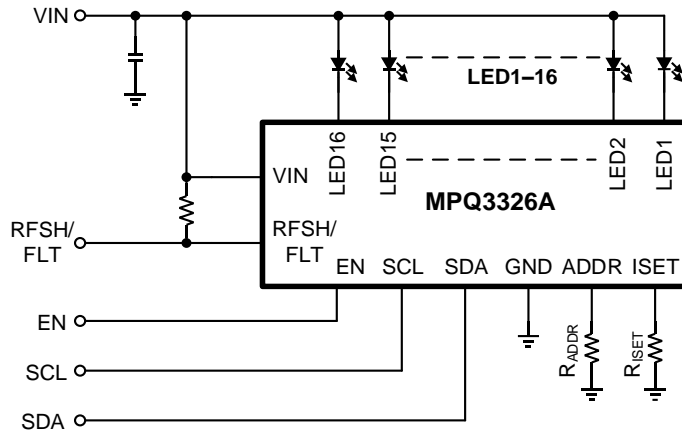 VIN
LED1–16
LED16
LED15
LED2
LED1
VIN
MPQ3326A
RFSH/
FLT
RFSH/
FLT
EN
SCL
SDA
GND
ADDR
ISET
EN
SCL
SDA
RADDR
RISET